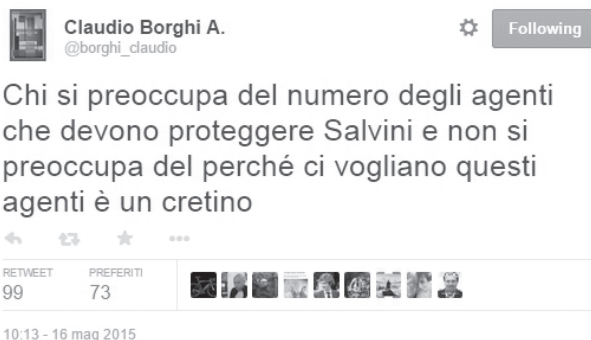 Claudio Borghi A.
@borghi_claudio
Following
Chi si preoccupa del numero degli agenti
che devono proteggere Salvini e non si
preoccupa del perché ci vogliano questi
agenti è un cretino
RETWEET PREFERITI
99 73
10:13 - 16 mag 2015